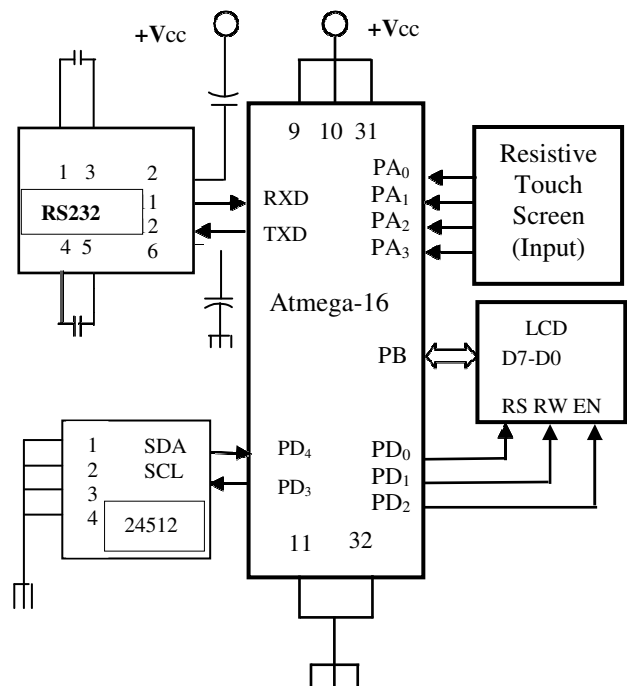 +Vcc
+Vcc
9 10 31
1 3 2
1
RS232
2
4 5 6
RXD
TXD
PA0
PA1
PA2
PA3
Resistive
Touch
Screen
(Input)
Atmega-16
PB
LCD
D7-D0
RS RW EN
1 SDA
2 SCL
3
4 24512
PD4
PD3
PD0
PD1
PD2
11 32